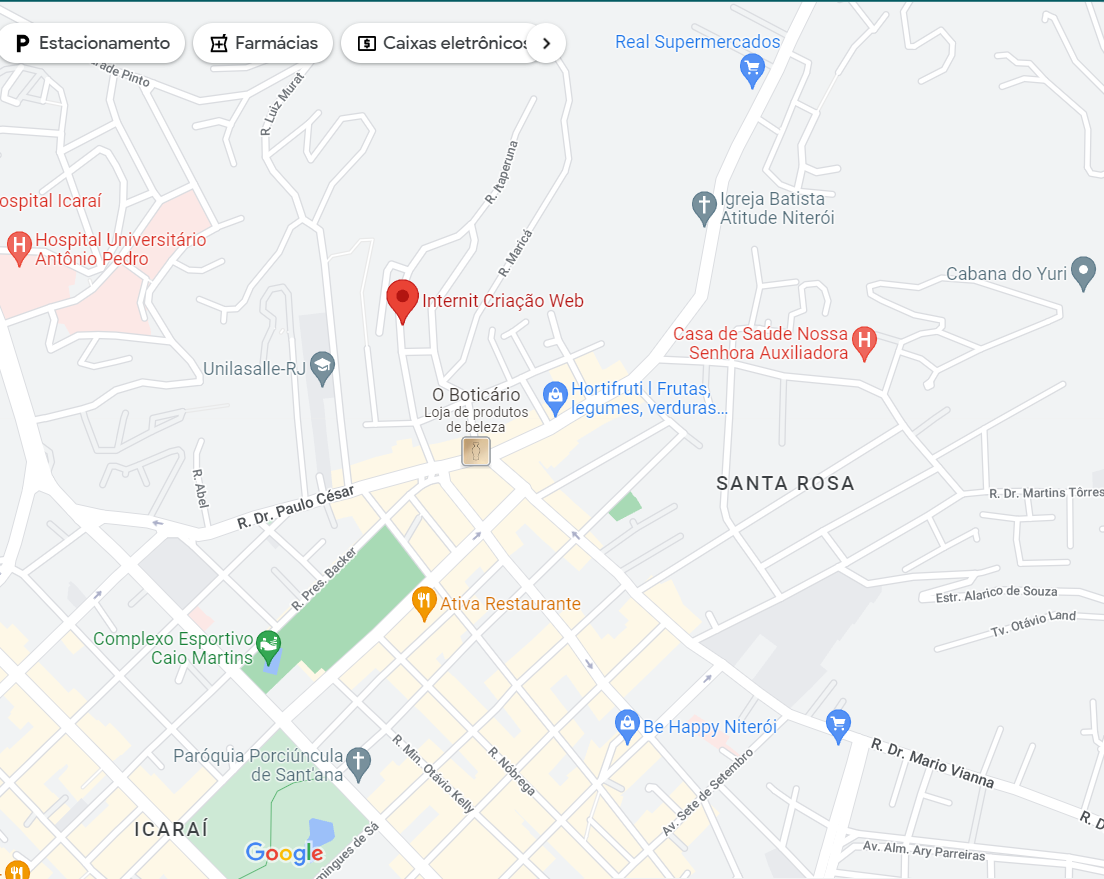 Estacionamento
Farmácias
Caixas eletrônicos
Real Supermercados
rade Pinto
R. Luiz Murat
R. Itaperuna
R. Maricá
Igreja Batista
Atitude Niterói
ospital Icaraí
Hospital Universitário
Antônio Pedro
Cabana do Yuri
Internit Criação Web
Casa de Saúde Nossa
Senhora Auxiliadora
Unilasalle-RJ
O Boticário
Loja de produtos
de beleza
Hortifruti l Frutas,
legumes, verduras...
R. Abel
R. Dr. Paulo César
SANTA ROSA
R. Dr. Martins Tôrres
R. Pres. Backer
Ativa Restaurante
Estr. Alarico de Souza
Tv. Otávio Land
Complexo Esportivo
Caio Martins
Be Happy Niterói
R. Dr. Mario Vianna
R. D
Paróquia Porciúncula
de Sant'ana
R. Min. Otávio Kelly
R. Nóbrega
Av. Sete de Setembro
ICARAÍ
Google
mingues de Sá
Av. Alm. Ary Parreiras